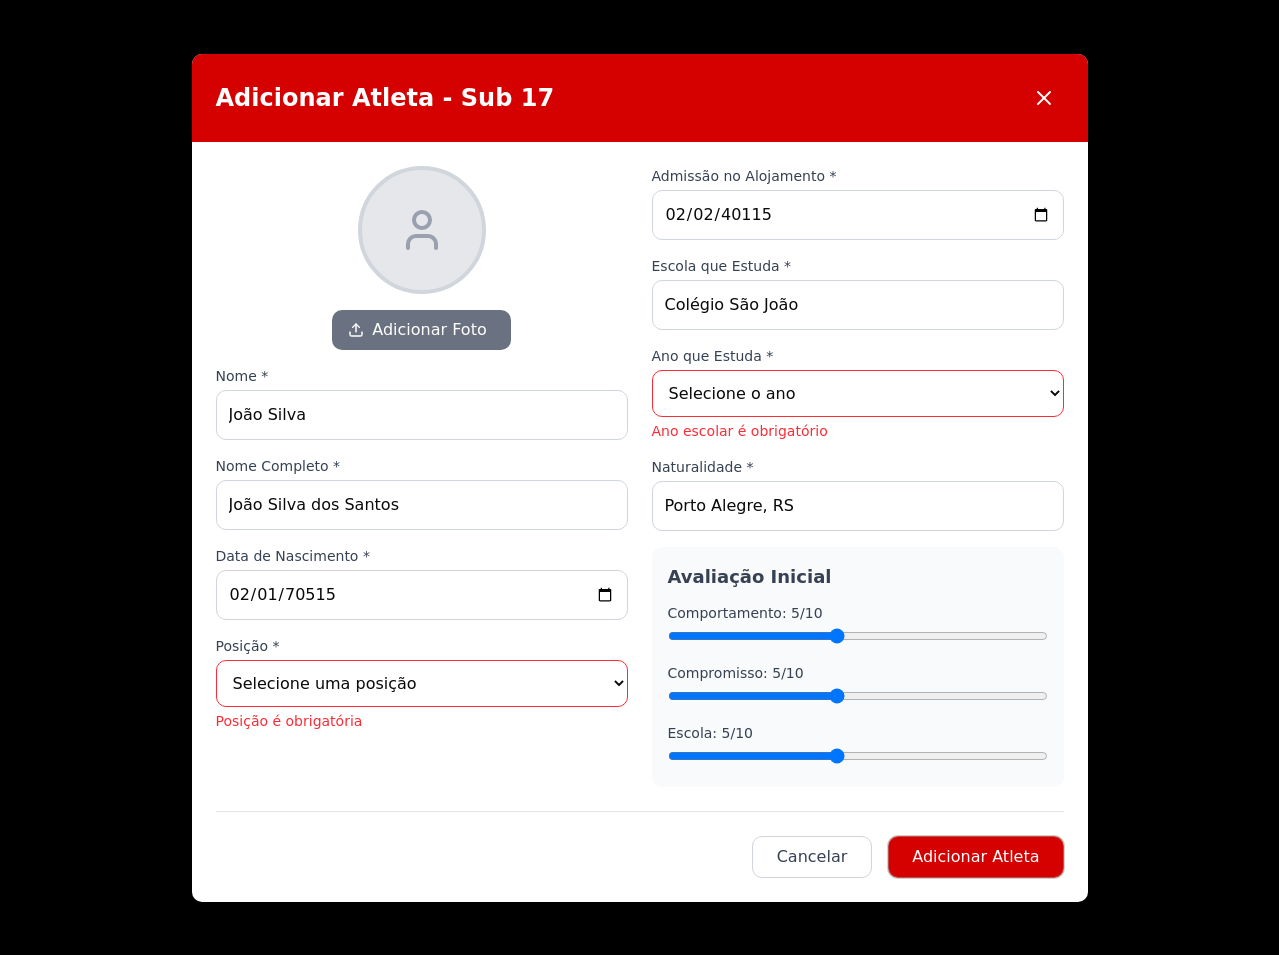 Adicionar Atleta - Sub 17
Adicionar Foto
Nome *
João Silva
Nome Completo *
João Silva dos Santos
Data de Nascimento *
02/01/70515
Posição *
Selecione uma posição
Posição é obrigatória
Admissão no Alojamento *
02/02/40115
Escola que Estuda *
Colégio São João
Ano que Estuda *
Selecione o ano
Ano escolar é obrigatório
Naturalidade *
Porto Alegre, RS
Avaliação Inicial
Comportamento: 5/10
Compromisso: 5/10
Escola: 5/10
Cancelar
Adicionar Atleta